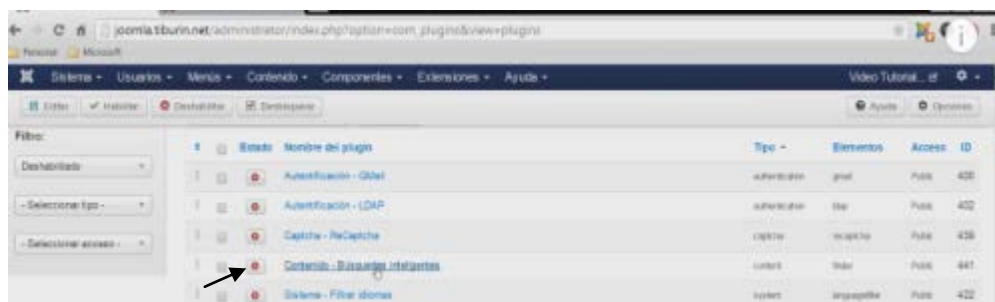 joomla.tiburin.net/administrator/index.php?option=com_plugins&view=plugins
Personal Microsoft
Sistema Usuarios Menús Contenido Componentes Extensiones Ayuda Video Tutorial...
Editar Habilitar Deshabilitar Desbloquear Ayuda Opciones
Filtro:
Deshabilitado
- Seleccionar tipo -
- Seleccionar acceso -
Estado Nombre del plugin Tipo Elementos Access ID
Autentificación - GMail authentication gmail Public 400
Autentificación - LDAP authentication ldap Public 402
Captcha - ReCaptcha captcha recaptcha Public 439
Contenido - Búsquedas inteligentes content finder Public 441
Sistema - Filtrar idiomas system languagefilter Public 422